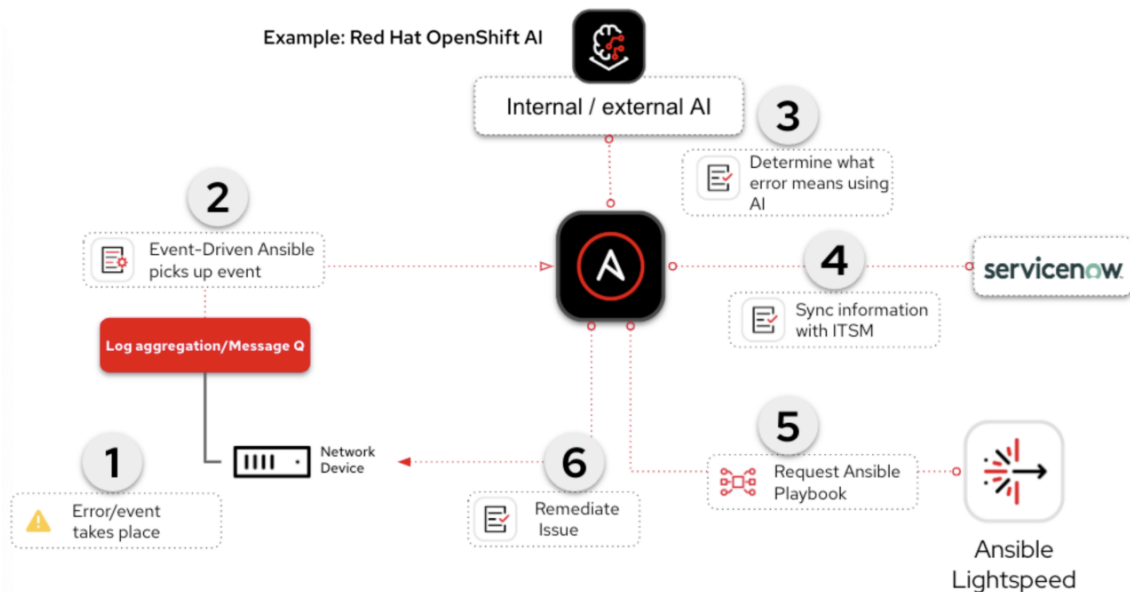 Example: Red Hat OpenShift AI
Internal / external AI
3
Determine what
error means using
AI
2
Event-Driven Ansible
picks up event
4
servicenow
Sync information
with ITSM
Log aggregation/Message Q
1
Network
Device
Error/event
takes place
6
Remediate
Issue
5
Request Ansible
Playbook
Ansible
Lightspeed